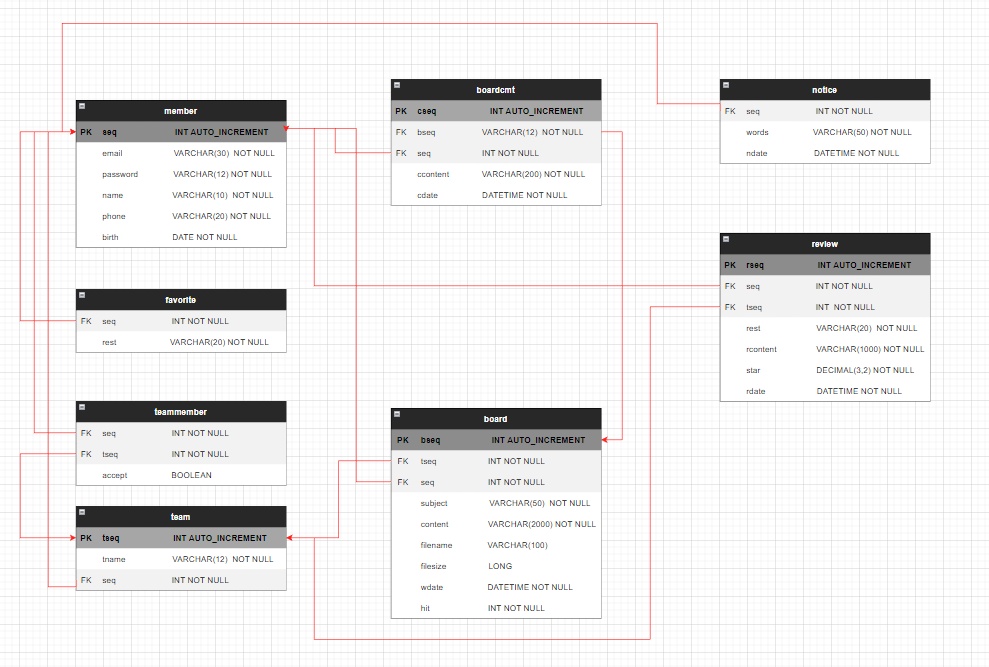 member
PK seq INT AUTO_INCREMENT
email VARCHAR(30) NOT NULL
password VARCHAR(12) NOT NULL
name VARCHAR(10) NOT NULL
phone VARCHAR(20) NOT NULL
birth DATE NOT NULL
favorite
FK seq INT NOT NULL
rest VARCHAR(20) NOT NULL
teammember
FK seq INT NOT NULL
FK tseq INT NOT NULL
accept BOOLEAN
team
PK tseq INT AUTO_INCREMENT
tname VARCHAR(12) NOT NULL
FK seq INT NOT NULL
boardcmt
PK cseq INT AUTO_INCREMENT
FK bseq VARCHAR(12) NOT NULL
FK seq INT NOT NULL
ccontent VARCHAR(200) NOT NULL
cdate DATETIME NOT NULL
board
PK bseq INT AUTO_INCREMENT
FK tseq INT NOT NULL
FK seq INT NOT NULL
subject VARCHAR(50) NOT NULL
content VARCHAR(2000) NOT NULL
filename VARCHAR(100)
filesize LONG
wdate DATETIME NOT NULL
hit INT NOT NULL
notice
FK seq INT NOT NULL
words VARCHAR(50) NOT NULL
ndate DATETIME NOT NULL
review
PK rseq INT AUTO_INCREMENT
FK seq INT NOT NULL
FK tseq INT NOT NULL
rest VARCHAR(20) NOT NULL
rcontent VARCHAR(1000) NOT NULL
star DECIMAL(3,2) NOT NULL
rdate DATETIME NOT NULL